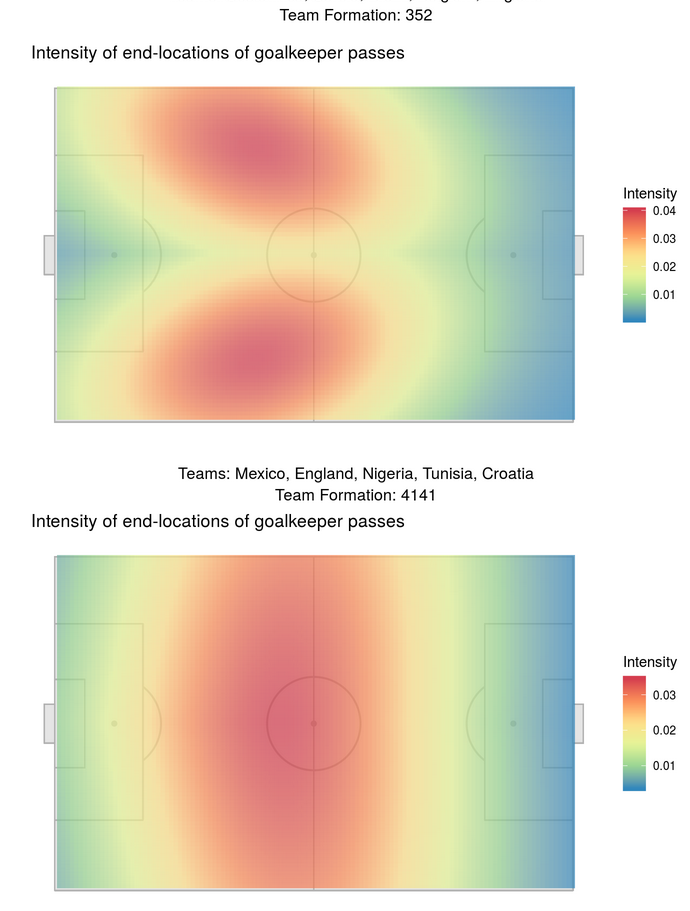 Team Formation: 352
Intensity of end-locations of goalkeeper passes
Intensity
0.04
0.03
0.02
0.01
Teams: Mexico, England, Nigeria, Tunisia, Croatia
Team Formation: 4141
Intensity of end-locations of goalkeeper passes
Intensity
0.03
0.02
0.01